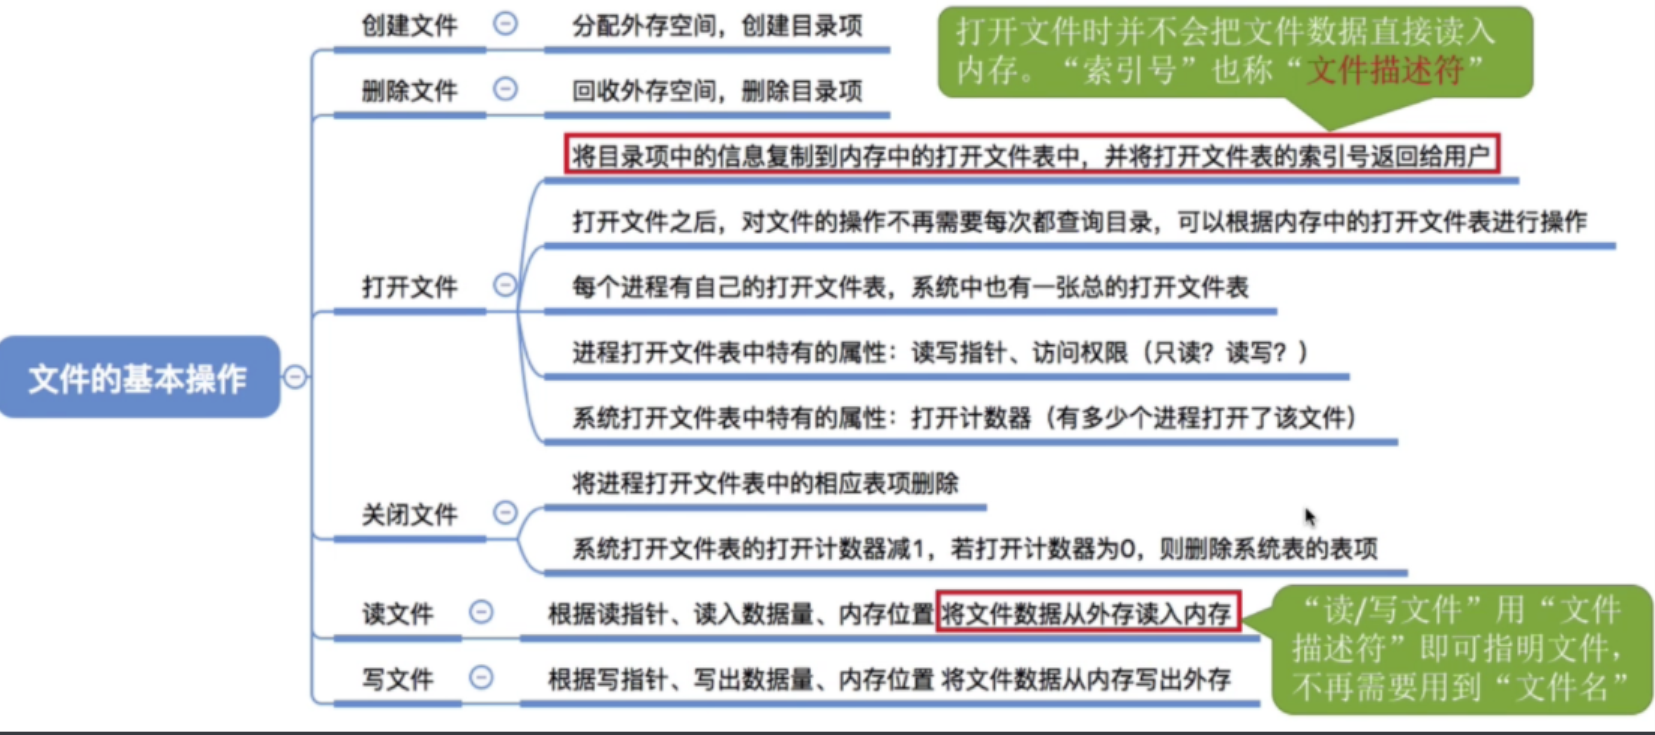 创建文件
分配外存空间，创建目录项
打开文件时并不会把文件数据直接读入
内存。“索引号”也称“文件描述符”
删除文件
回收外存空间，删除目录项
将目录项中的信息复制到内存中的打开文件表中，并将打开文件表的索引号返回给用户
打开文件之后，对文件的操作不再需要每次都查询目录，可以根据内存中的打开文件表进行操作
打开文件
每个进程有自己的打开文件表，系统中也有一张总的打开文件表
进程打开文件表中特有的属性：读写指针、访问权限（只读？读写？）
文件的基本操作
系统打开文件表中特有的属性：打开计数器（有多少个进程打开了该文件）
关闭文件
将进程打开文件表中的相应表项删除
系统打开文件表的打开计数器减1，若打开计数器为0，则删除系统表的表项
读文件
根据读指针、读入数据量、内存位置 将文件数据从外存读入内存
“读/写文件”用“文件
描述符”即可指明文件，
不再需要用到“文件名”
写文件
根据写指针、写出数据量、内存位置 将文件数据从内存写出外存